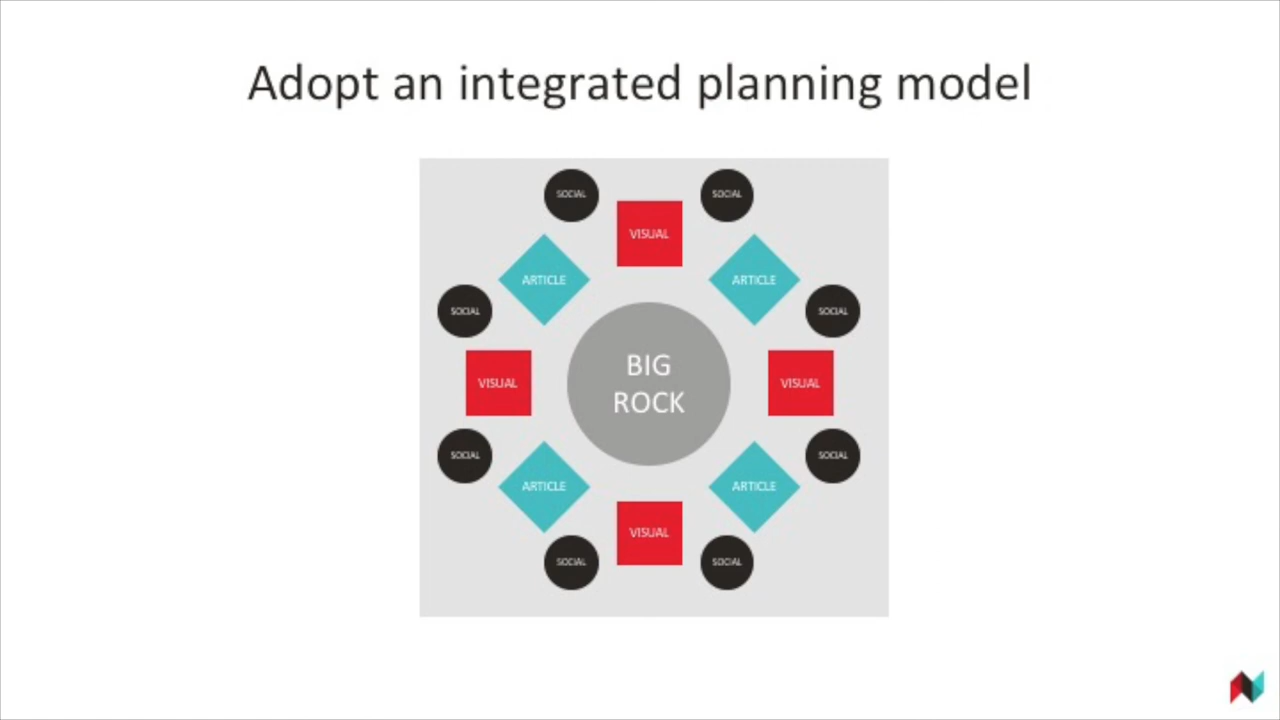 Adopt an integrated planning model
SOCIAL
SOCIAL
VISUAL
ARTICLE
ARTICLE
SOCIAL
SOCIAL
BIG
ROCK
VISUAL
VISUAL
SOCIAL
SOCIAL
ARTICLE
ARTICLE
VISUAL
SOCIAL
SOCIAL